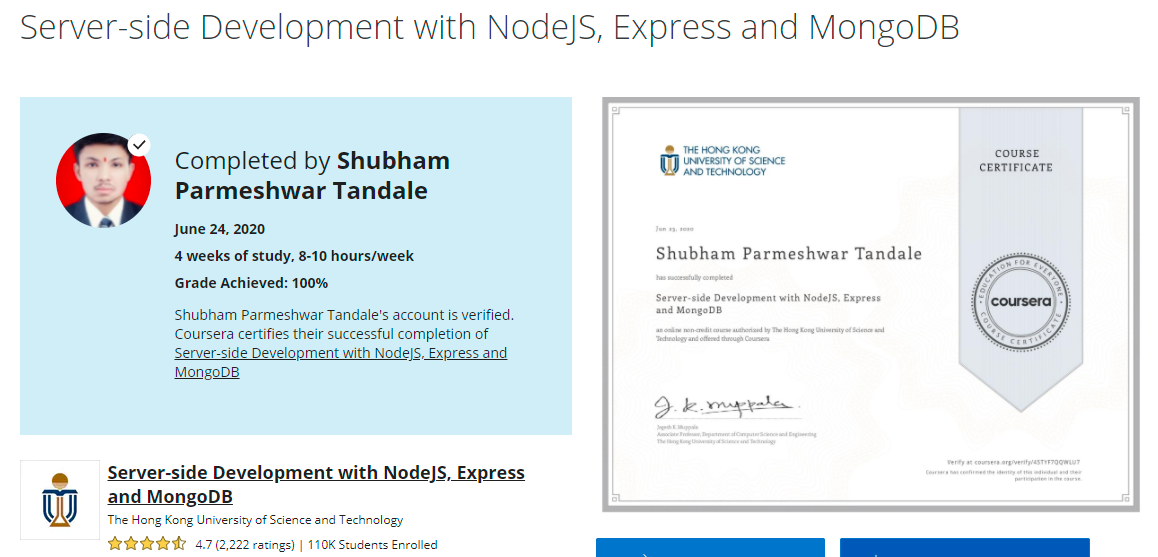 Server-side Development with NodeJS, Express and MongoDB
Completed by Shubham
Parmeshwar Tandale
June 24, 2020
4 weeks of study, 8-10 hours/week
Grade Achieved: 100%
Shubham Parmeshwar Tandale's account is verified.
Coursera certifies their successful completion of
Server-side Development with NodeJS, Express and
MongoDB
Server-side Development with NodeJS, Express
and MongoDB
The Hong Kong University of Science and Technology
4.7 (2,222 ratings) | 110K Students Enrolled
THE HONG KONG
UNIVERSITY OF SCIENCE
AND TECHNOLOGY
COURSE
CERTIFICATE
Jun 23, 2020
Shubham Parmeshwar Tandale
has successfully completed
Server-side Development with NodeJS, Express
and MongoDB
an online non-credit course authorized by The Hong Kong University of Science and
Technology and offered through Coursera
EDUCATION FOR EVERYONE
coursera
COURSE CERTIFICATE
J. K. Muppala
Jogesh K. Muppala
Associate Professor, Department of Computer Science and Engineering
The Hong Kong University of Science and Technology
Verify at coursera.org/verify/45TYF7QQWLU7
Coursera has confirmed the identity of this individual and their
participation in the course.